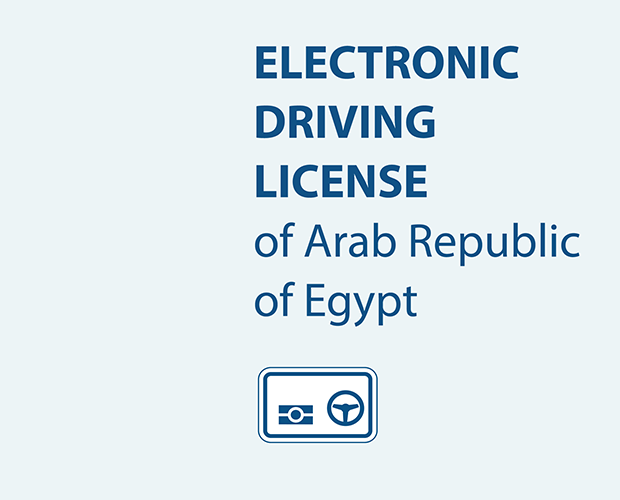 ELECTRONIC
DRIVING
LICENSE
of Arab Republic
of Egypt